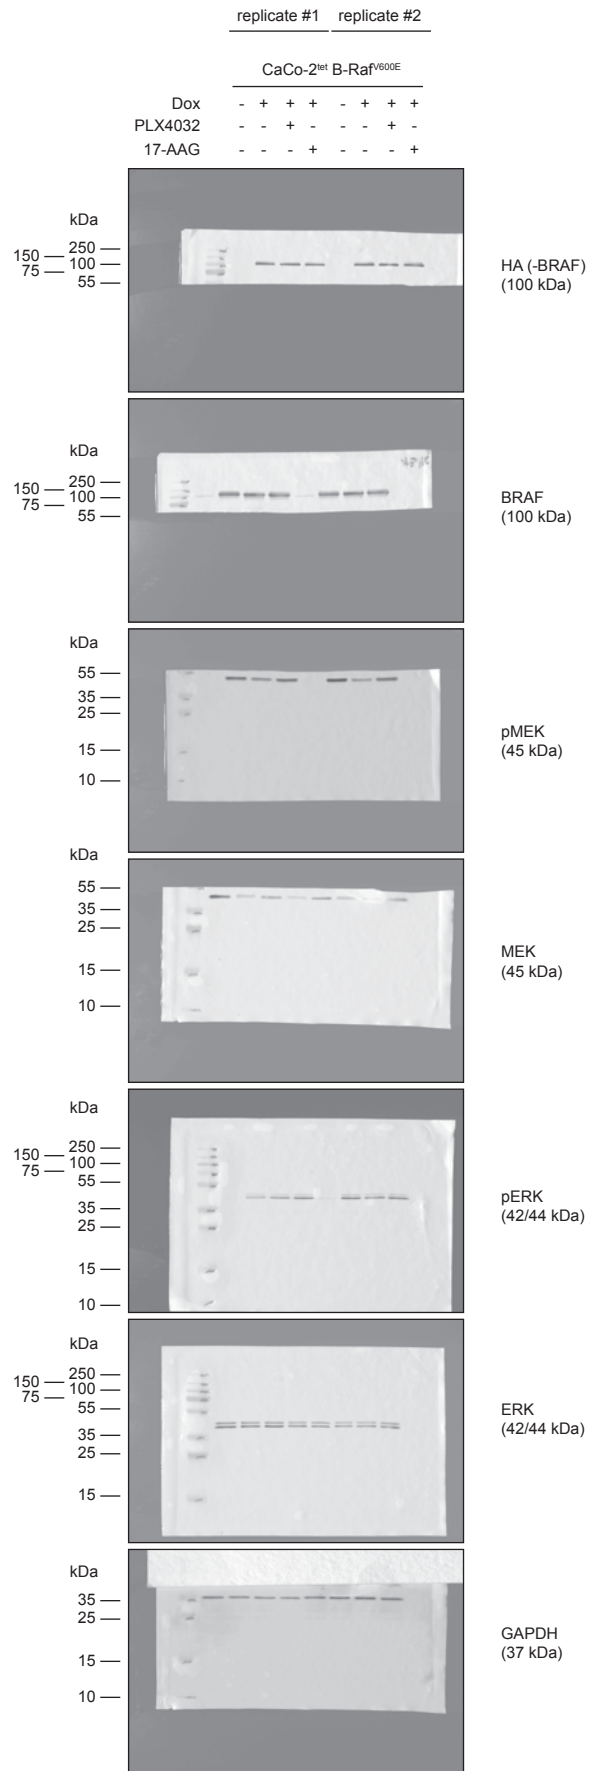 replicate #1 replicate #2
CaCo-2tet B-RafV600E
Dox - + + + - + + +
PLX4032 - - + - - - + -
17-AAG - - - + - - - +
kDa
250
150
100
75
55
HA (-BRAF)
(100 kDa)
kDa
250
150
100
75
55
BRAF
(100 kDa)
kDa
55
35
25
15
10
pMEK
(45 kDa)
kDa
55
35
25
15
10
MEK
(45 kDa)
kDa
250
150
100
75
55
35
25
15
10
pERK
(42/44 kDa)
kDa
250
150
100
75
55
35
25
15
ERK
(42/44 kDa)
kDa
35
25
15
10
GAPDH
(37 kDa)